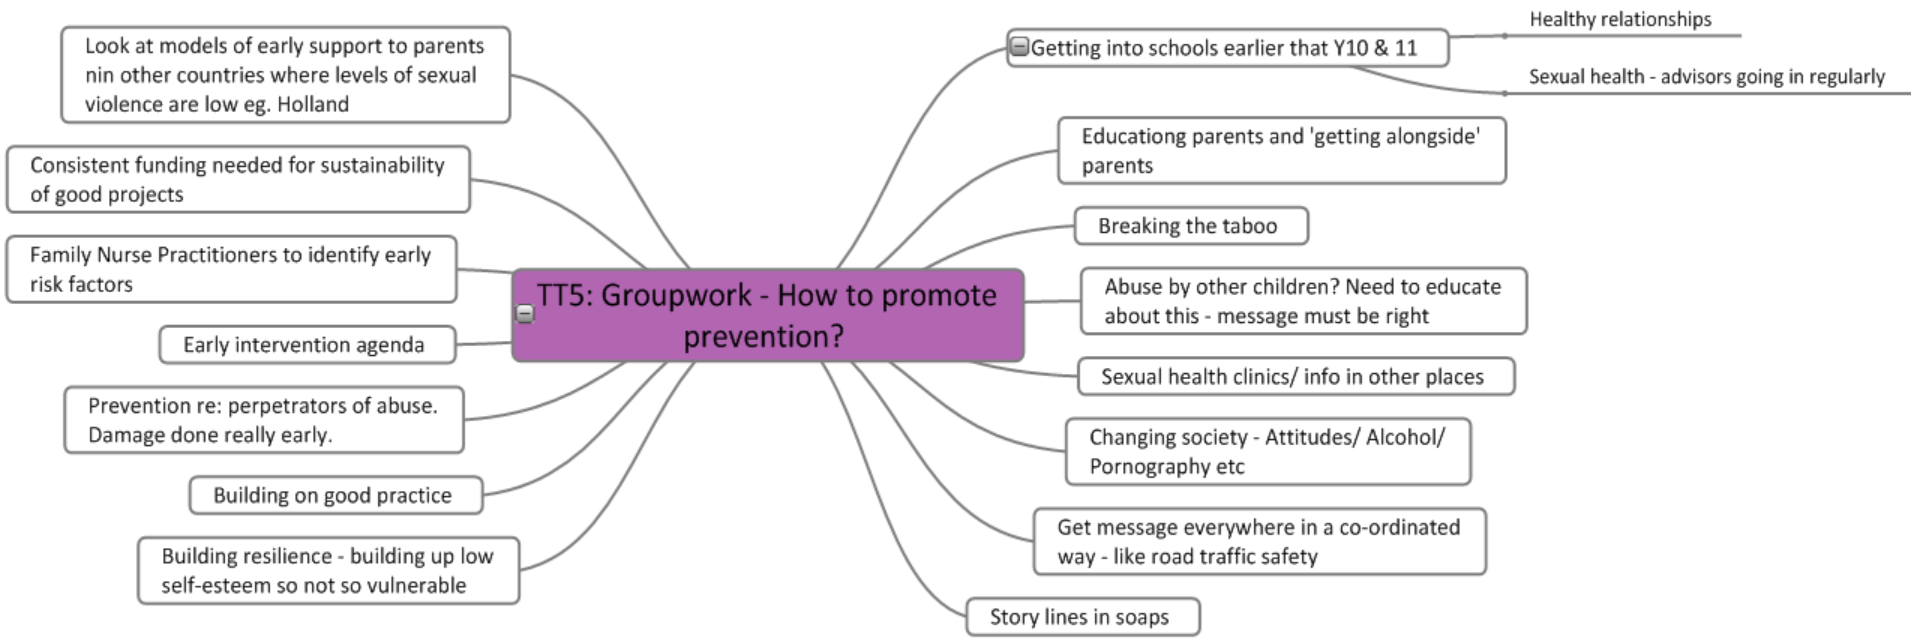 TT5: Groupwork - How to promote
prevention?
Getting into schools earlier that Y10 & 11
Healthy relationships
Sexual health - advisors going in regularly
Educationg parents and 'getting alongside'
parents
Breaking the taboo
Abuse by other children? Need to educate
about this - message must be right
Sexual health clinics/ info in other places
Changing society - Attitudes/ Alcohol/
Pornography etc
Get message everywhere in a co-ordinated
way - like road traffic safety
Story lines in soaps
Look at models of early support to parents
nin other countries where levels of sexual
violence are low eg. Holland
Consistent funding needed for sustainability
of good projects
Family Nurse Practitioners to identify early
risk factors
Early intervention agenda
Prevention re: perpetrators of abuse.
Damage done really early.
Building on good practice
Building resilience - building up low
self-esteem so not so vulnerable